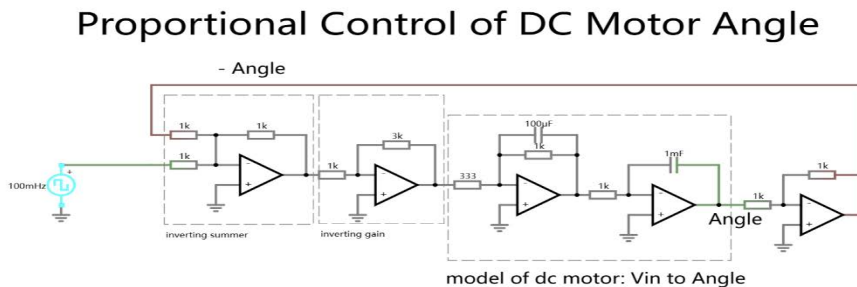 Proportional Control of DC Motor Angle
- Angle
1k
1k
1k
1k
3k
333
100µF
1k
1k
1mF
1k
1k
100mHz
+
Angle
inverting summer
inverting gain
model of dc motor: Vin to Angle